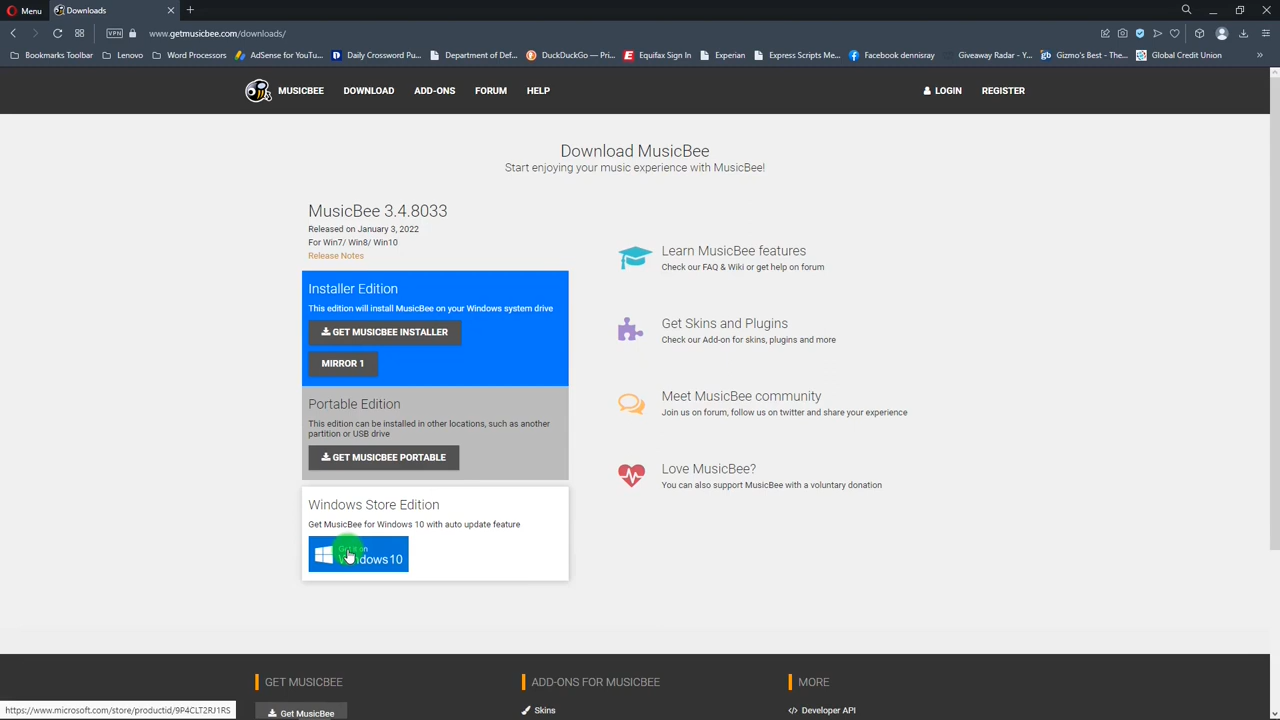 Menu
Downloads
VPN
www.getmusicbee.com/downloads/
Bookmarks Toolbar
Lenovo
Word Processors
AdSense for YouTu...
Daily Crossword Pu...
Department of Def...
DuckDuckGo — Pri...
Equifax Sign In
Experian
Express Scripts Me...
Facebook dennisray
Giveaway Radar - Y...
Gizmo's Best - The...
Global Credit Union
MUSICBEE
DOWNLOAD
ADD-ONS
FORUM
HELP
LOGIN
REGISTER
Download MusicBee
Start enjoying your music experience with MusicBee!
MusicBee 3.4.8033
Released on January 3, 2022
For Win7/ Win8/ Win10
Release Notes
Installer Edition
This edition will install MusicBee on your Windows system drive
GET MUSICBEE INSTALLER
MIRROR 1
Portable Edition
This edition can be installed in other locations, such as another
partition or USB drive
GET MUSICBEE PORTABLE
Windows Store Edition
Get MusicBee for Windows 10 with auto update feature
Get it on
Windows10
Learn MusicBee features
Check our FAQ & Wiki or get help on forum
Get Skins and Plugins
Check our Add-on for skins, plugins and more
Meet MusicBee community
Join us on forum, follow us on twitter and share your experience
Love MusicBee?
You can also support MusicBee with a voluntary donation
GET MUSICBEE
Get MusicBee
ADD-ONS FOR MUSICBEE
Skins
MORE
Developer API
https://www.microsoft.com/store/productid/9P4CLT2RJ1RS